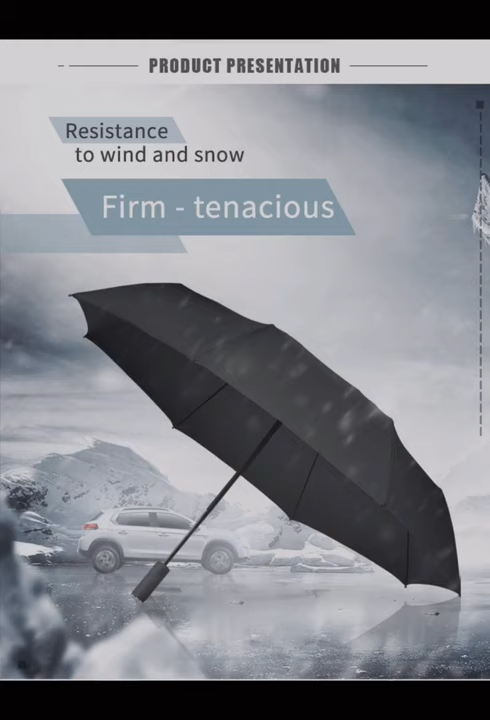 PRODUCT PRESENTATION
Resistance
to wind and snow
Firm - tenacious